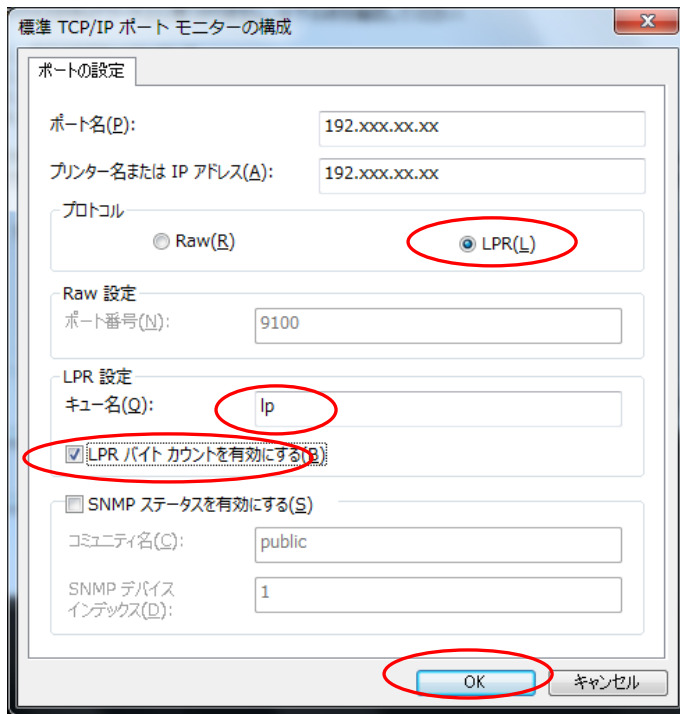 標準 TCP/IP ポート モニターの構成
ポートの設定
ポート名(P): 192.xxx.xx.xx
プリンター名または IP アドレス(A): 192.xxx.xx.xx
プロトコル
Raw(R) LPR(L)
Raw 設定
ポート番号(N): 9100
LPR 設定
キュー名(Q): lp
LPR バイト カウントを有効にする(B)
SNMP ステータスを有効にする(S)
コミュニティ名(C): public
SNMP デバイス 1
インデックス(D):
OK キャンセル